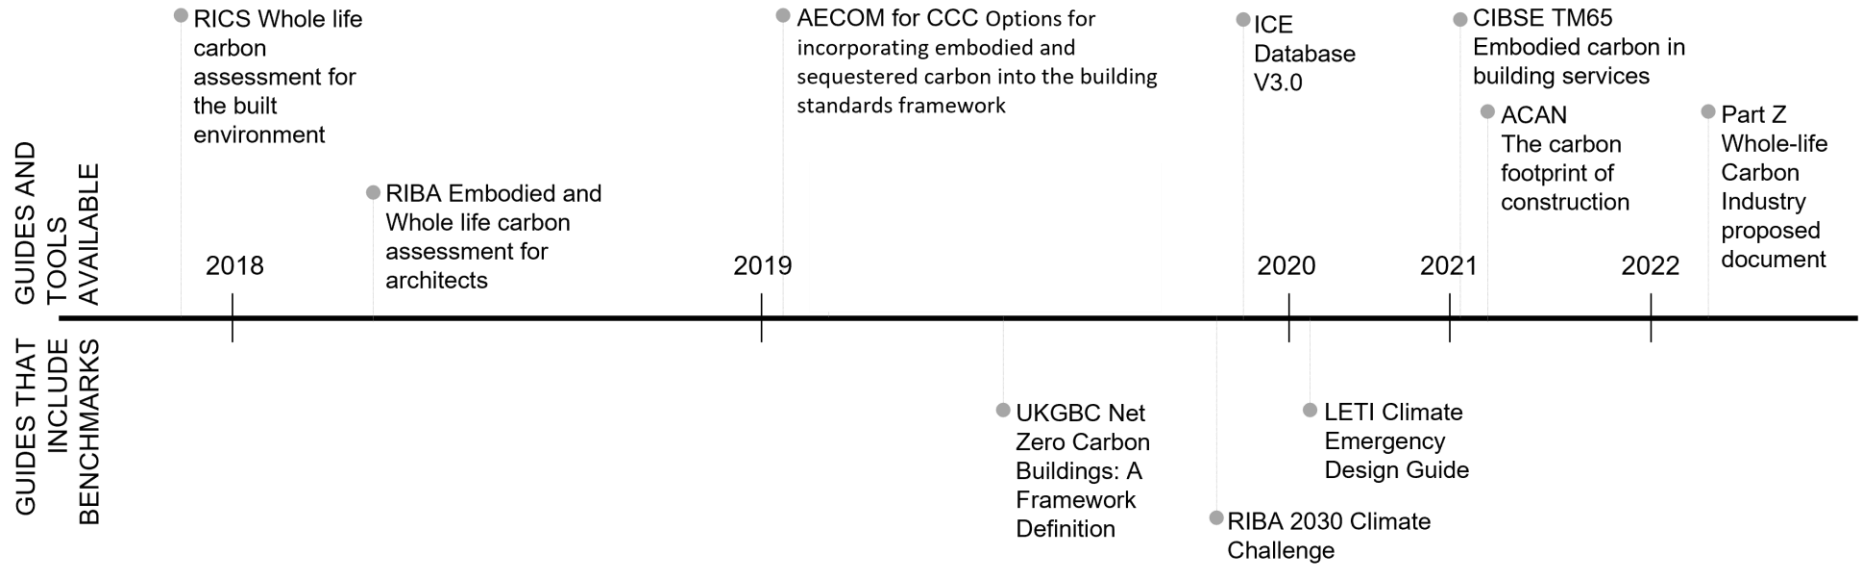 GUIDES AND
TOOLS
AVAILABLE
RICS Whole life
carbon
assessment for
the built
environment
RIBA Embodied and
Whole life carbon
assessment for
architects
AECOM for CCC Options for
incorporating embodied and
sequestered carbon into the building
standards framework
ICE
Database
V3.0
CIBSE TM65
Embodied carbon in
building services
ACAN
The carbon
footprint of
construction
Part Z
Whole-life
Carbon
Industry
proposed
document
2018
2019
2020
2021
2022
GUIDES THAT
INCLUDE
BENCHMARKS
UKGBC Net
Zero Carbon
Buildings: A
Framework
Definition
RIBA 2030 Climate
Challenge
LETI Climate
Emergency
Design Guide